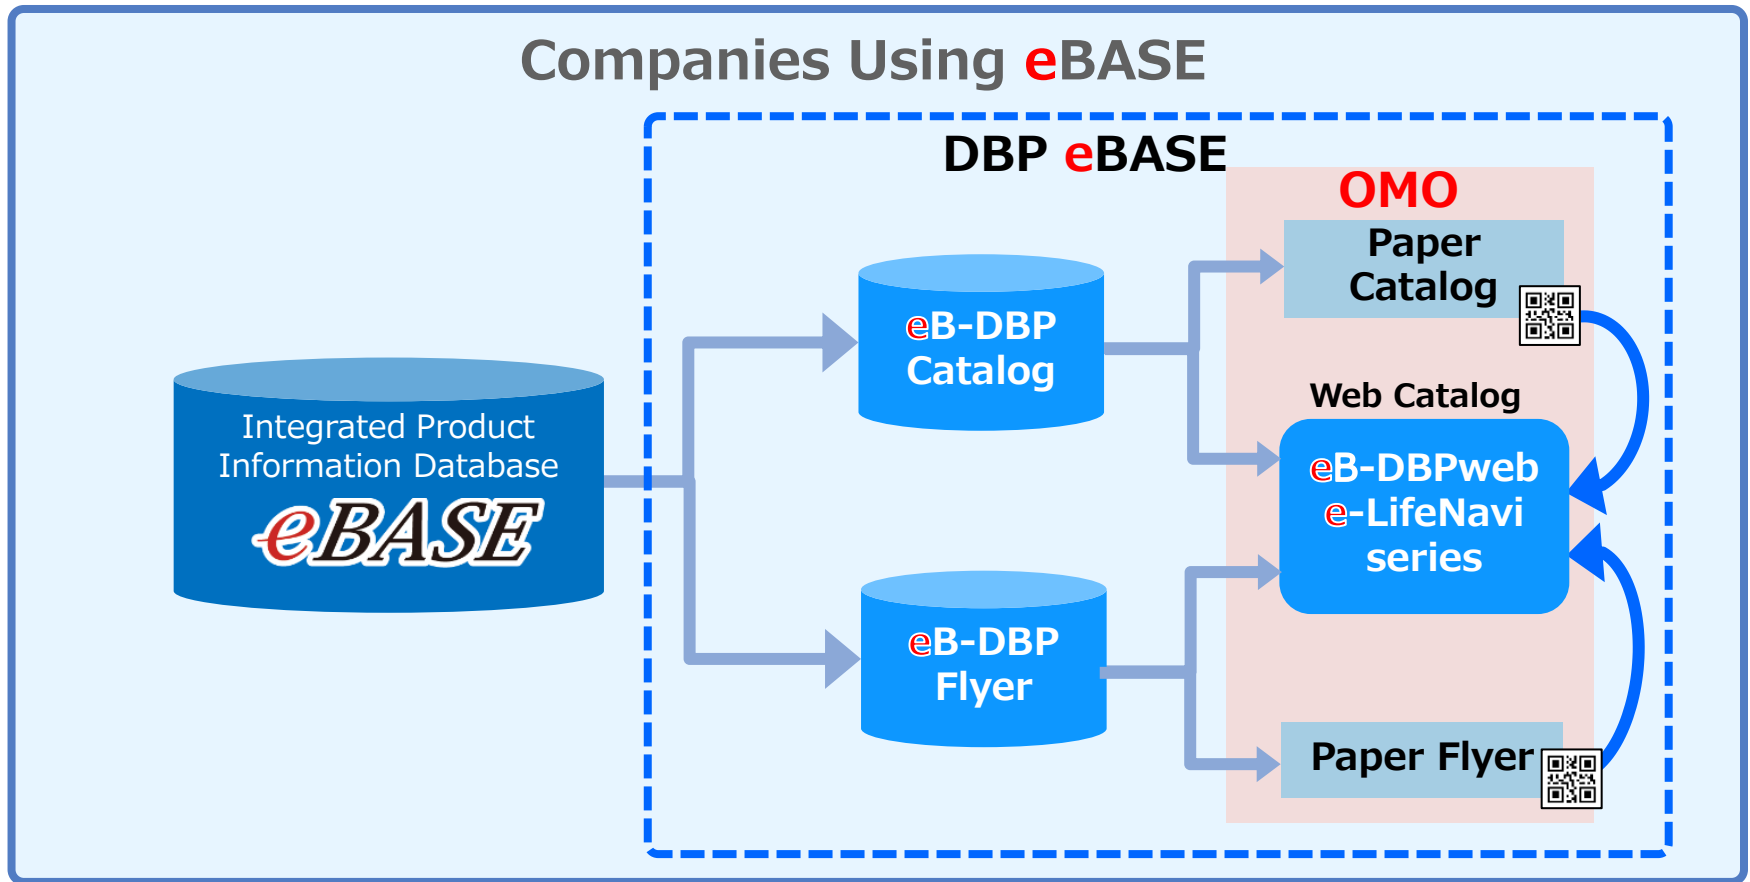 Companies Using eBASE
DBP eBASE
OMO
Paper
Catalog
eB-DBP
Catalog
Web Catalog
Integrated Product
Information Database
eBASE
eB-DBPweb
e-LifeNavi
series
eB-DBP
Flyer
Paper Flyer